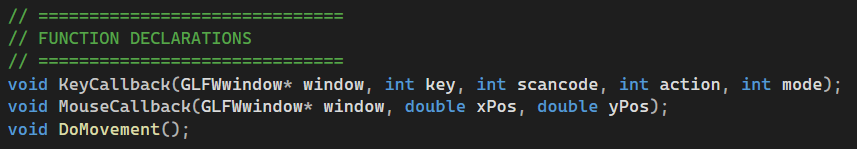 // ==============================
// FUNCTION DECLARATIONS
// ==============================
void KeyCallback(GLFWwindow* window, int key, int scancode, int action, int mode);
void MouseCallback(GLFWwindow* window, double xPos, double yPos);
void DoMovement();